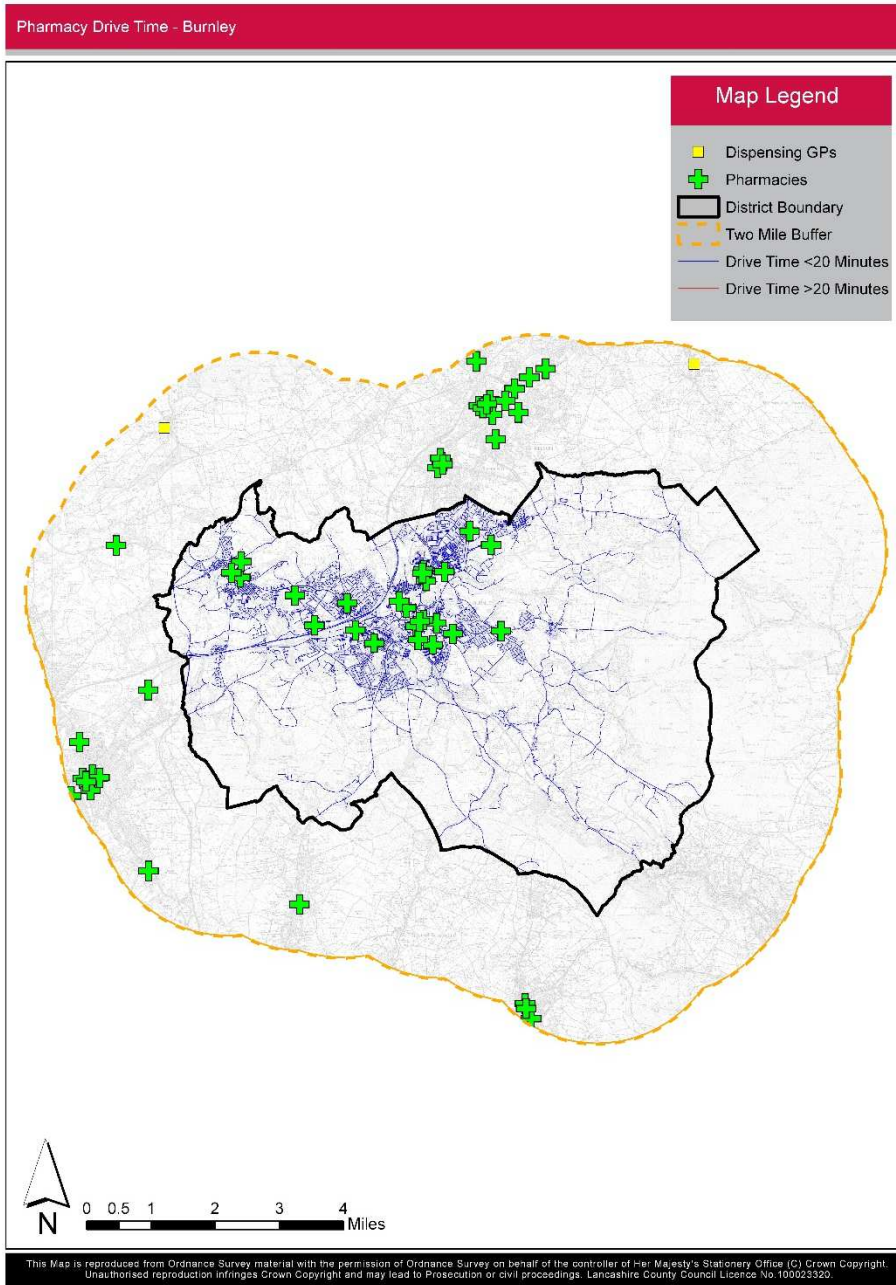 Pharmacy Drive Time - Burnley
Map Legend
Dispensing GPs
Pharmacies
District Boundary
Two Mile Buffer
Drive Time <20 Minutes
Drive Time >20 Minutes
N
0 0.5 1 2 3 4
Miles
This Map is reproduced from Ordnance Survey material with the permission of Ordnance Survey on behalf of the controller of Her Majesty's Stationery Office (C) Crown Copyright.
Unauthorised reproduction infringes Crown Copyright and may lead to Prosecution or civil proceedings. Lancashire County Council Licence No.100023320.